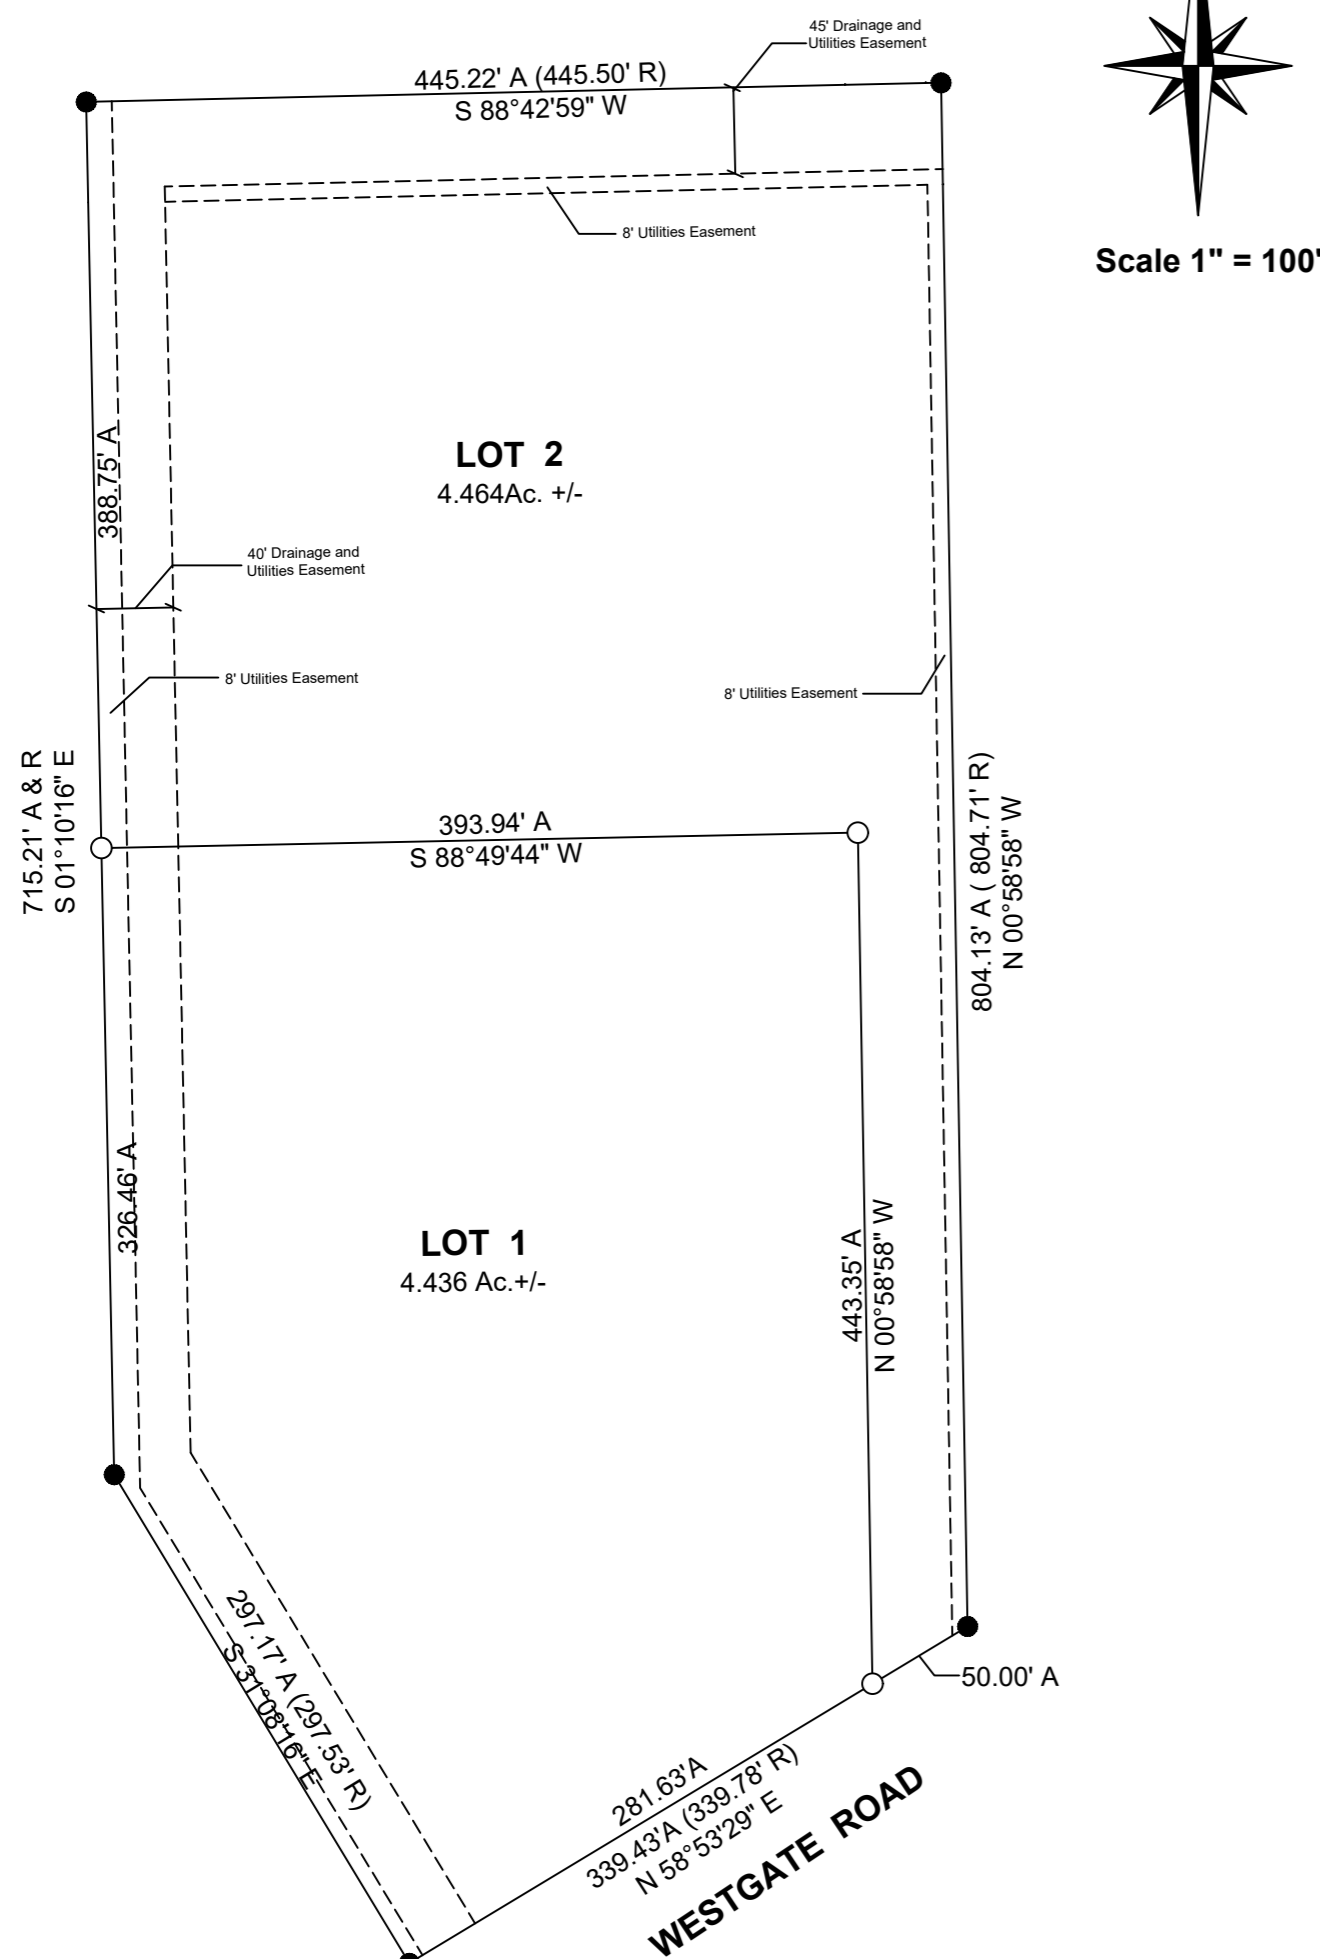 45' Drainage and
Utilities Easement
445.22' A (445.50' R)
S 88°42'59" W
Scale 1" = 100'
8' Utilities Easement
LOT 2
4.464Ac. +/-
388.75' A
40' Drainage and
Utilities Easement
8' Utilities Easement
8' Utilities Easement
715.21' A & R
S 01°10'16" E
393.94' A
S 88°49'44" W
804.13' A ( 804.71' R)
N 00°58'58" W
326.46' A
LOT 1
4.436 Ac.+/-
443.35' A
N 00°58'58" W
297.17' A (297.53' R)
S 31°08'16" E
50.00' A
281.63'A
339.43'A (339.78' R)
N 58°53'29" E
WESTGATE ROAD